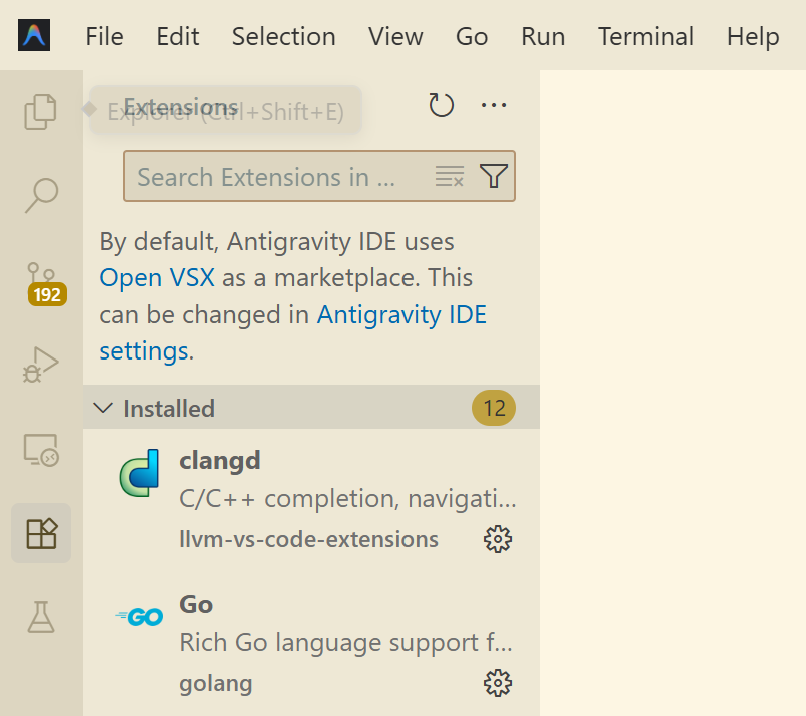 File Edit Selection View Go Run Terminal Help
Extensions
Explorer (Ctrl+Shift+E)
Search Extensions in ...
By default, Antigravity IDE uses
Open VSX as a marketplace. This
can be changed in Antigravity IDE
settings.
192
Installed 12
clangd
C/C++ completion, navigati...
llvm-vs-code-extensions
GO
Go
Rich Go language support f...
golang